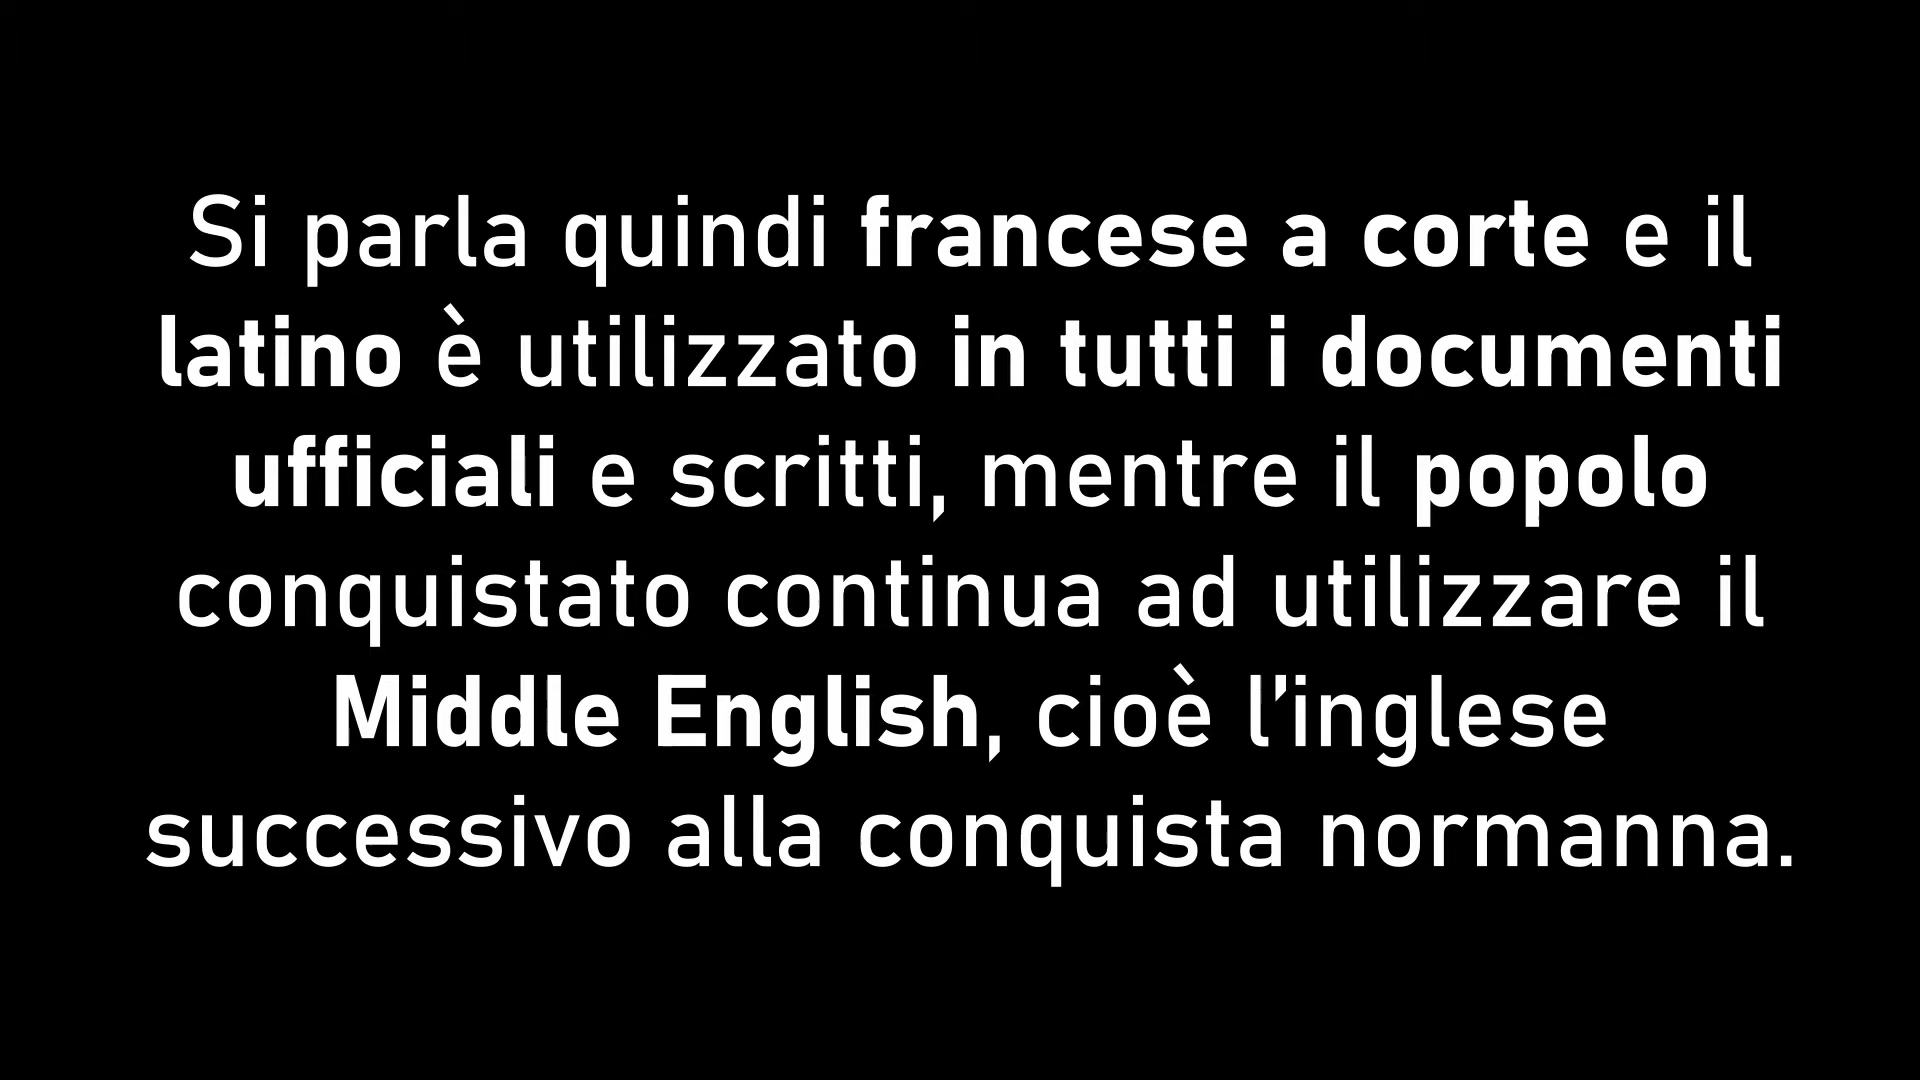 Si parla quindi francese a corte e il
latino è utilizzato in tutti i documenti
ufficiali e scritti, mentre il popolo
conquistato continua ad utilizzare il
Middle English, cioè l'inglese
successivo alla conquista normanna.